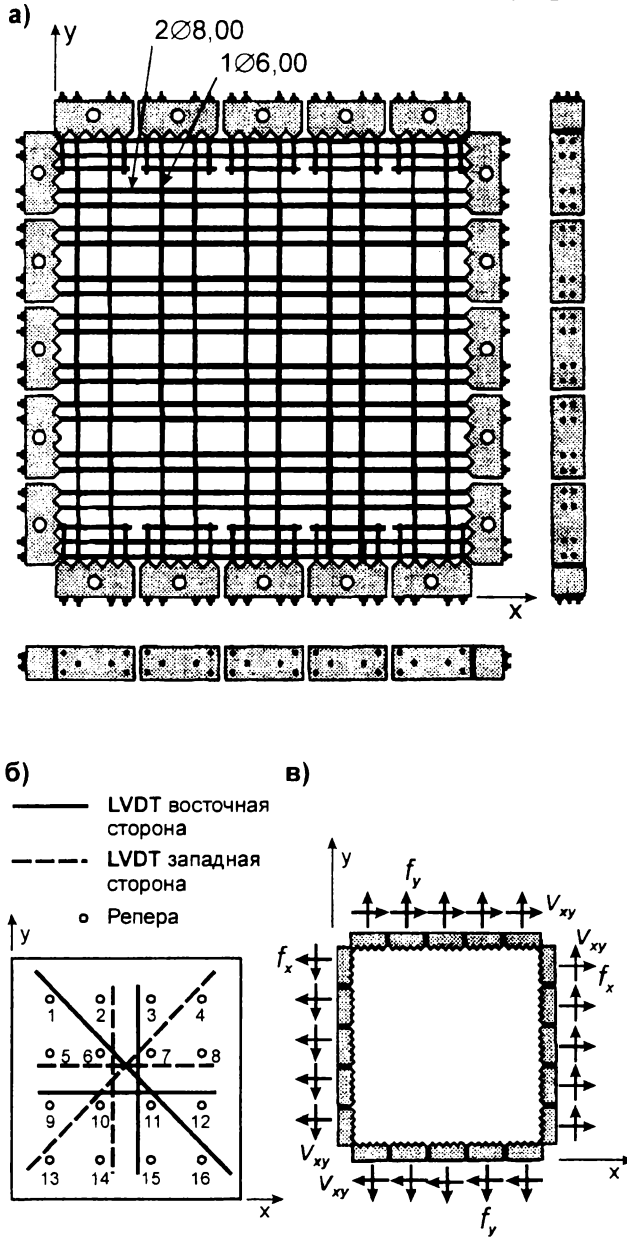 а)
y
2∅8,00
1∅6,00
x
б)
LVDT восточная
сторона
LVDT западная
сторона
Репера
y
1 2 3 4
5 6 7 8
9 10 11 12
13 14 15 16
x
в)
y
f_y
V_xy
V_xy
f_x
f_x
V_xy
V_xy
x
f_y